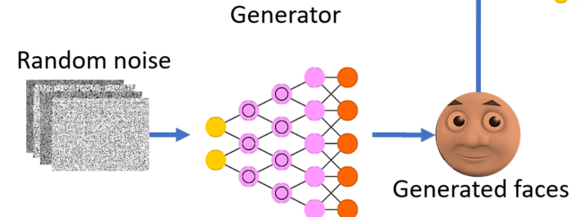 Generator
Random noise
Generated faces